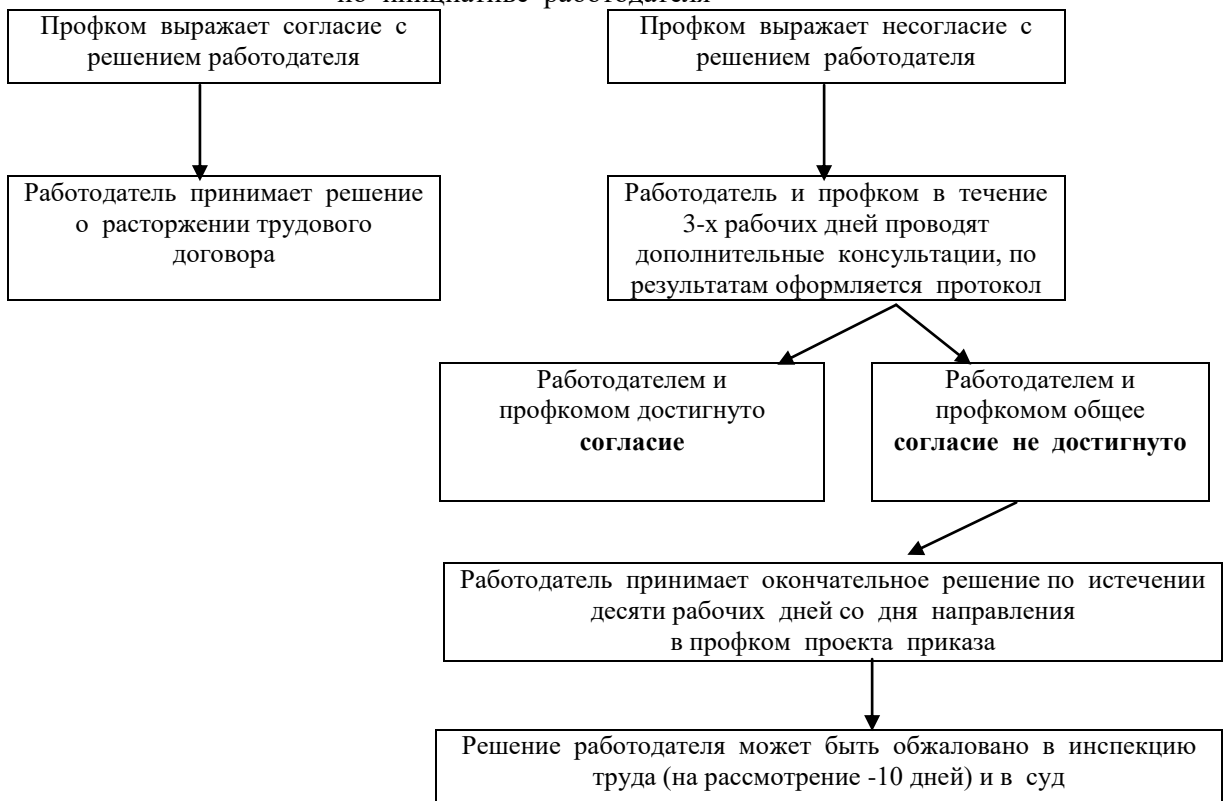 по инициативе работодателя
Профком выражает согласие с
решением работодателя
Профком выражает несогласие с
решением работодателя
Работодатель принимает решение
о расторжении трудового
договора
Работодатель и профком в течение
3-х рабочих дней проводят
дополнительные консультации, по
результатам оформляется протокол
Работодателем и
профкомом достигнуто
согласие
Работодателем и
профкомом общее
согласие не достигнуто
Работодатель принимает окончательное решение по истечении
десяти рабочих дней со дня направления
в профком проекта приказа
Решение работодателя может быть обжаловано в инспекцию
труда (на рассмотрение -10 дней) и в суд